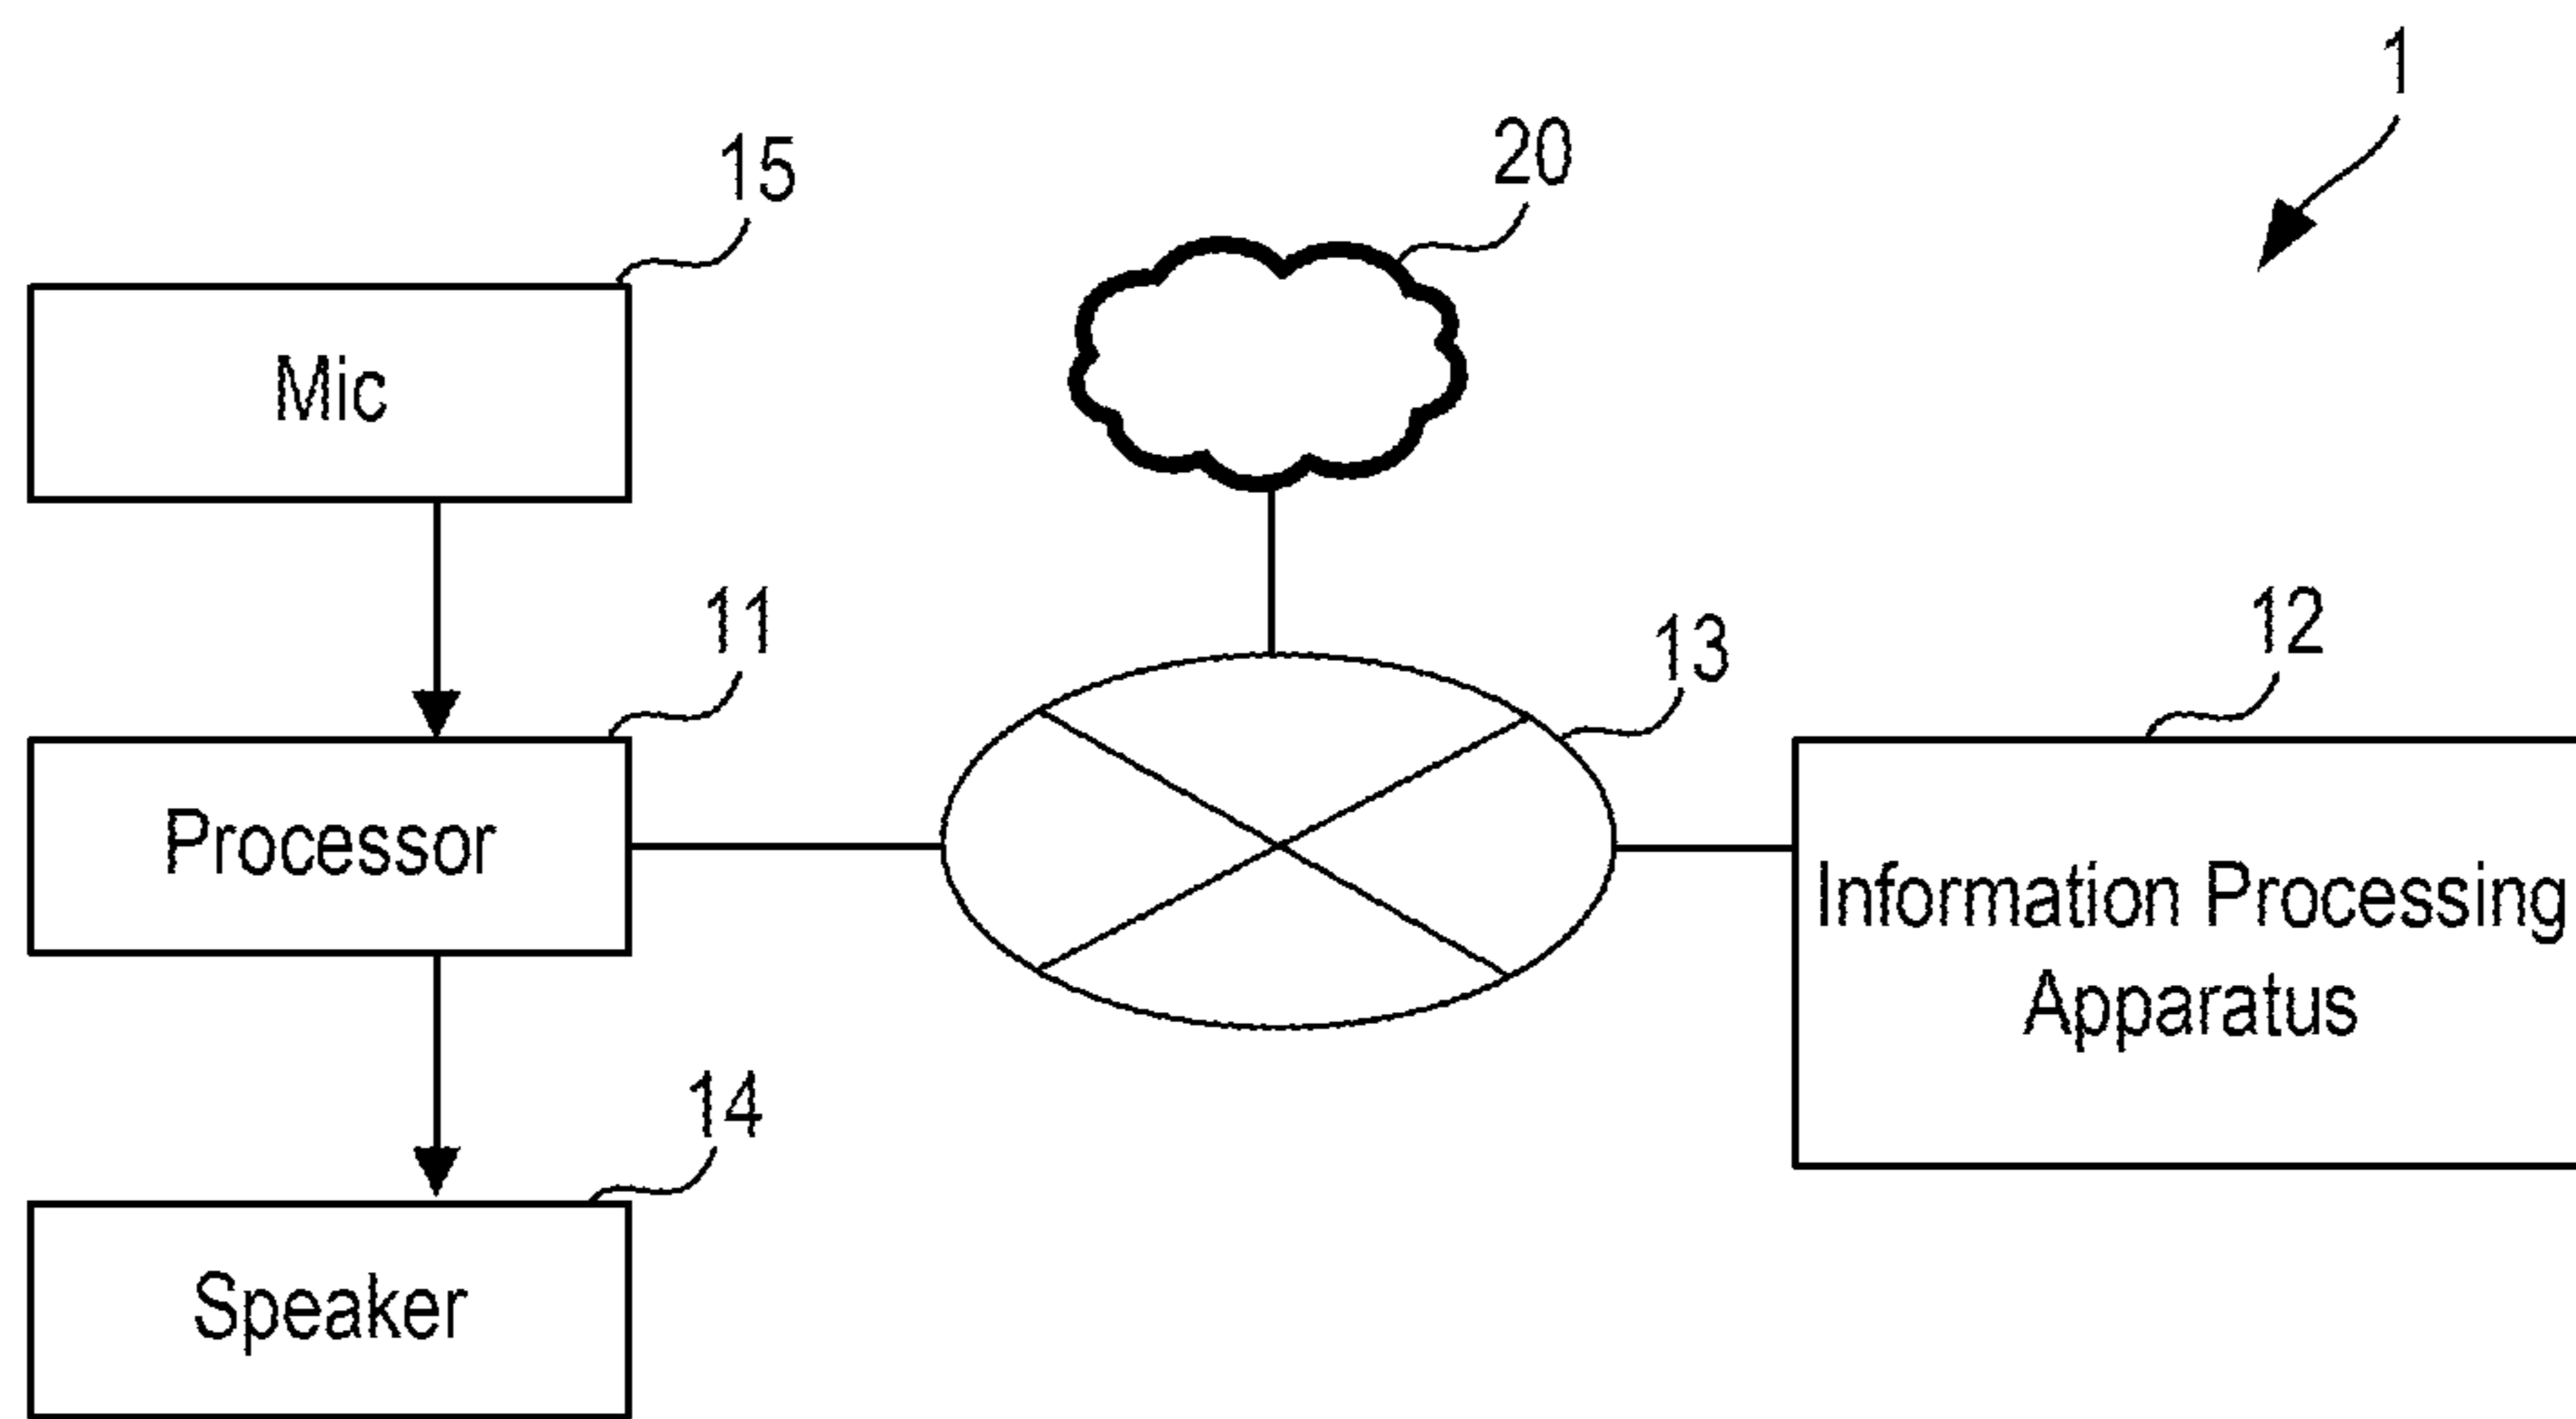 1
15
20
Mic
11
13
12
Processor
Information Processing
Apparatus
14
Speaker